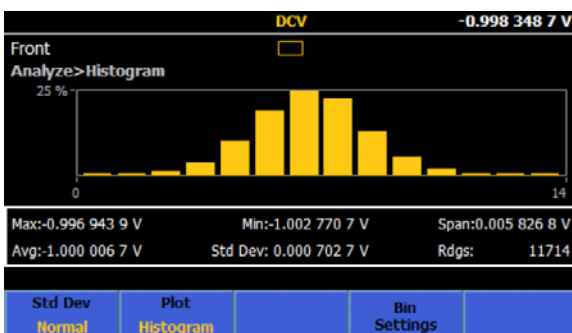 DCV -0.998 348 7 V
Front
Analyze>Histogram
25 %
0 14
Max:-0.996 943 9 V Min:-1.002 770 7 V Span:0.005 826 8 V
Avg:-1.000 006 7 V Std Dev: 0.000 702 7 V Rdgs: 11714
Std Dev Plot Bin
Normal Histogram Settings